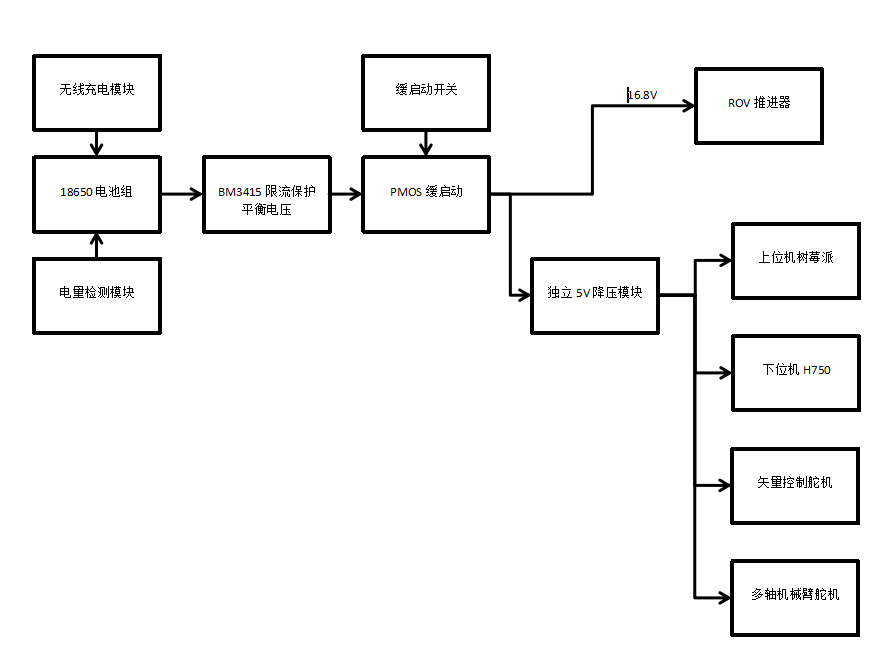 无线充电模块
缓启动开关
16.8V
ROV 推进器
18650 电池组
BM3415 限流保护
平衡电压
PMOS 缓启动
电量检测模块
独立 5V 降压模块
上位机树莓派
下位机 H750
矢量控制舵机
多轴机械臂舵机